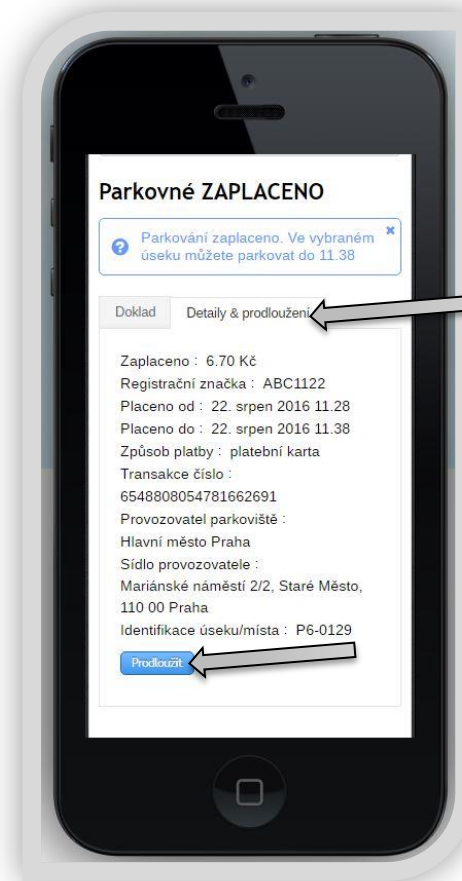 Parkovné ZAPLACENO
Parkování zaplaceno. Ve vybraném
úseku můžete parkovat do 11.38
Doklad
Detaily & prodloužení
Zaplaceno : 6.70 Kč
Registrační značka : ABC1122
Placeno od : 22. srpen 2016 11.28
Placeno do : 22. srpen 2016 11.38
Způsob platby : platební karta
Transakce číslo :
6548808054781662691
Provozovatel parkoviště :
Hlavní město Praha
Sídlo provozovatele :
Mariánské náměstí 2/2, Staré Město,
110 00 Praha
Identifikace úseku/místa : P6-0129
Prodloužit